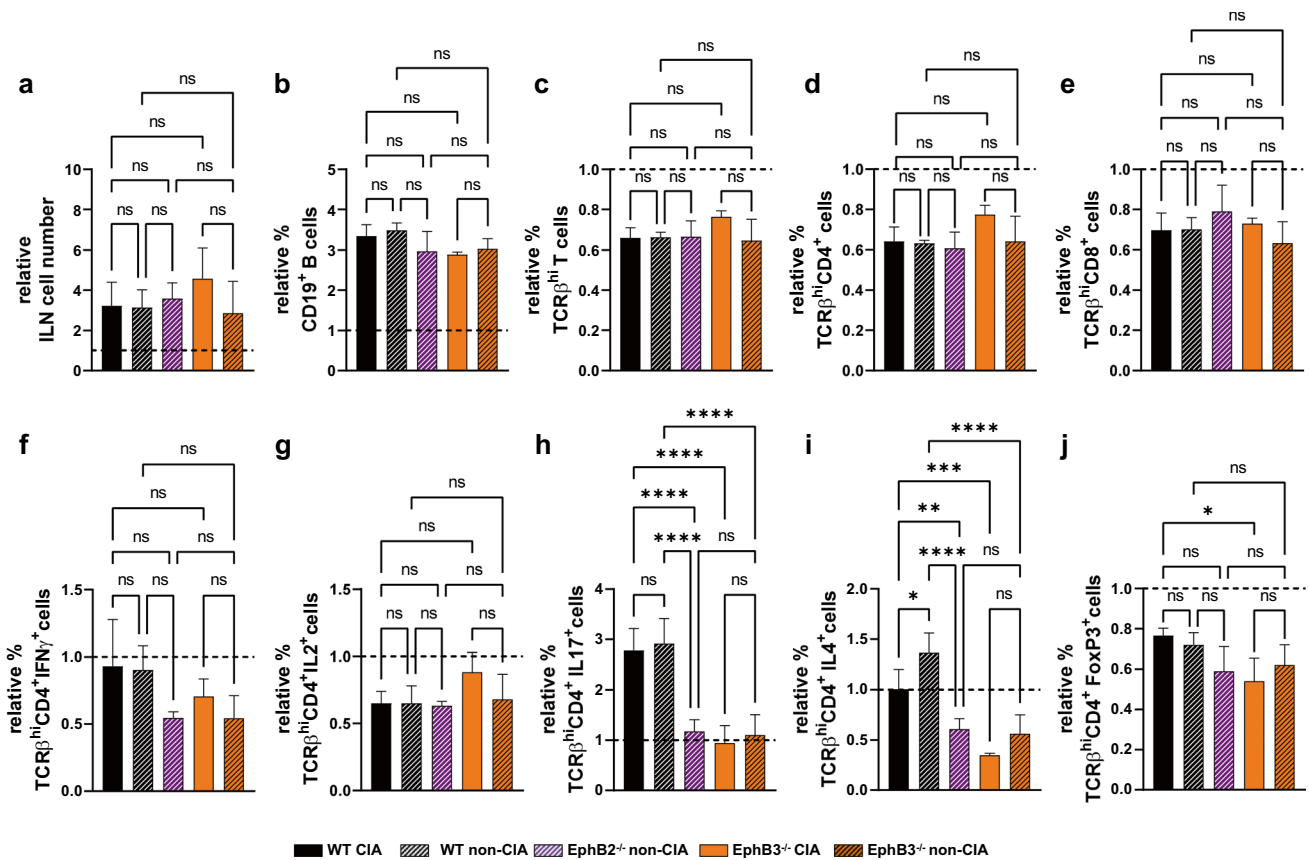 a
ns
ns
ns
ns
ns
ns
relative
ILN cell number
10
8
6
4
2
0
b
ns
ns
ns
ns
ns
ns
ns
relative %
CD19⁺ B cells
5
4
3
2
1
0
c
ns
ns
ns
ns
ns
ns
ns
relative %
TCRβʰⁱ T cells
1.0
0.8
0.6
0.4
0.2
0.0
d
ns
ns
ns
ns
ns
ns
ns
relative %
TCRβʰⁱCD4⁺ cells
1.0
0.8
0.6
0.4
0.2
0.0
e
ns
ns
ns
ns
ns
ns
ns
relative %
TCRβʰⁱCD8⁺ cells
1.0
0.8
0.6
0.4
0.2
0.0
f
ns
ns
ns
ns
ns
ns
ns
relative %
TCRβʰⁱCD4⁺IFNγ⁺cells
1.5
1.0
0.5
0.0
g
ns
ns
ns
ns
ns
ns
ns
relative %
TCRβʰⁱCD4⁺IL2⁺cells
1.5
1.0
0.5
0.0
h
****
****
****
****
ns
ns
ns
relative %
TCRβʰⁱCD4⁺ IL17⁺cells
4
3
2
1
0
i
****
***
**
****
ns
*
ns
relative %
TCRβʰⁱCD4⁺ IL4⁺cells
2.0
1.5
1.0
0.5
0.0
j
ns
*
ns
ns
ns
ns
ns
relative %
TCRβʰⁱCD4⁺ FoxP3⁺cells
1.0
0.8
0.6
0.4
0.2
0.0
WT CIA WT non-CIA EphB2⁻/⁻ non-CIA EphB3⁻/⁻ CIA EphB3⁻/⁻ non-CIA